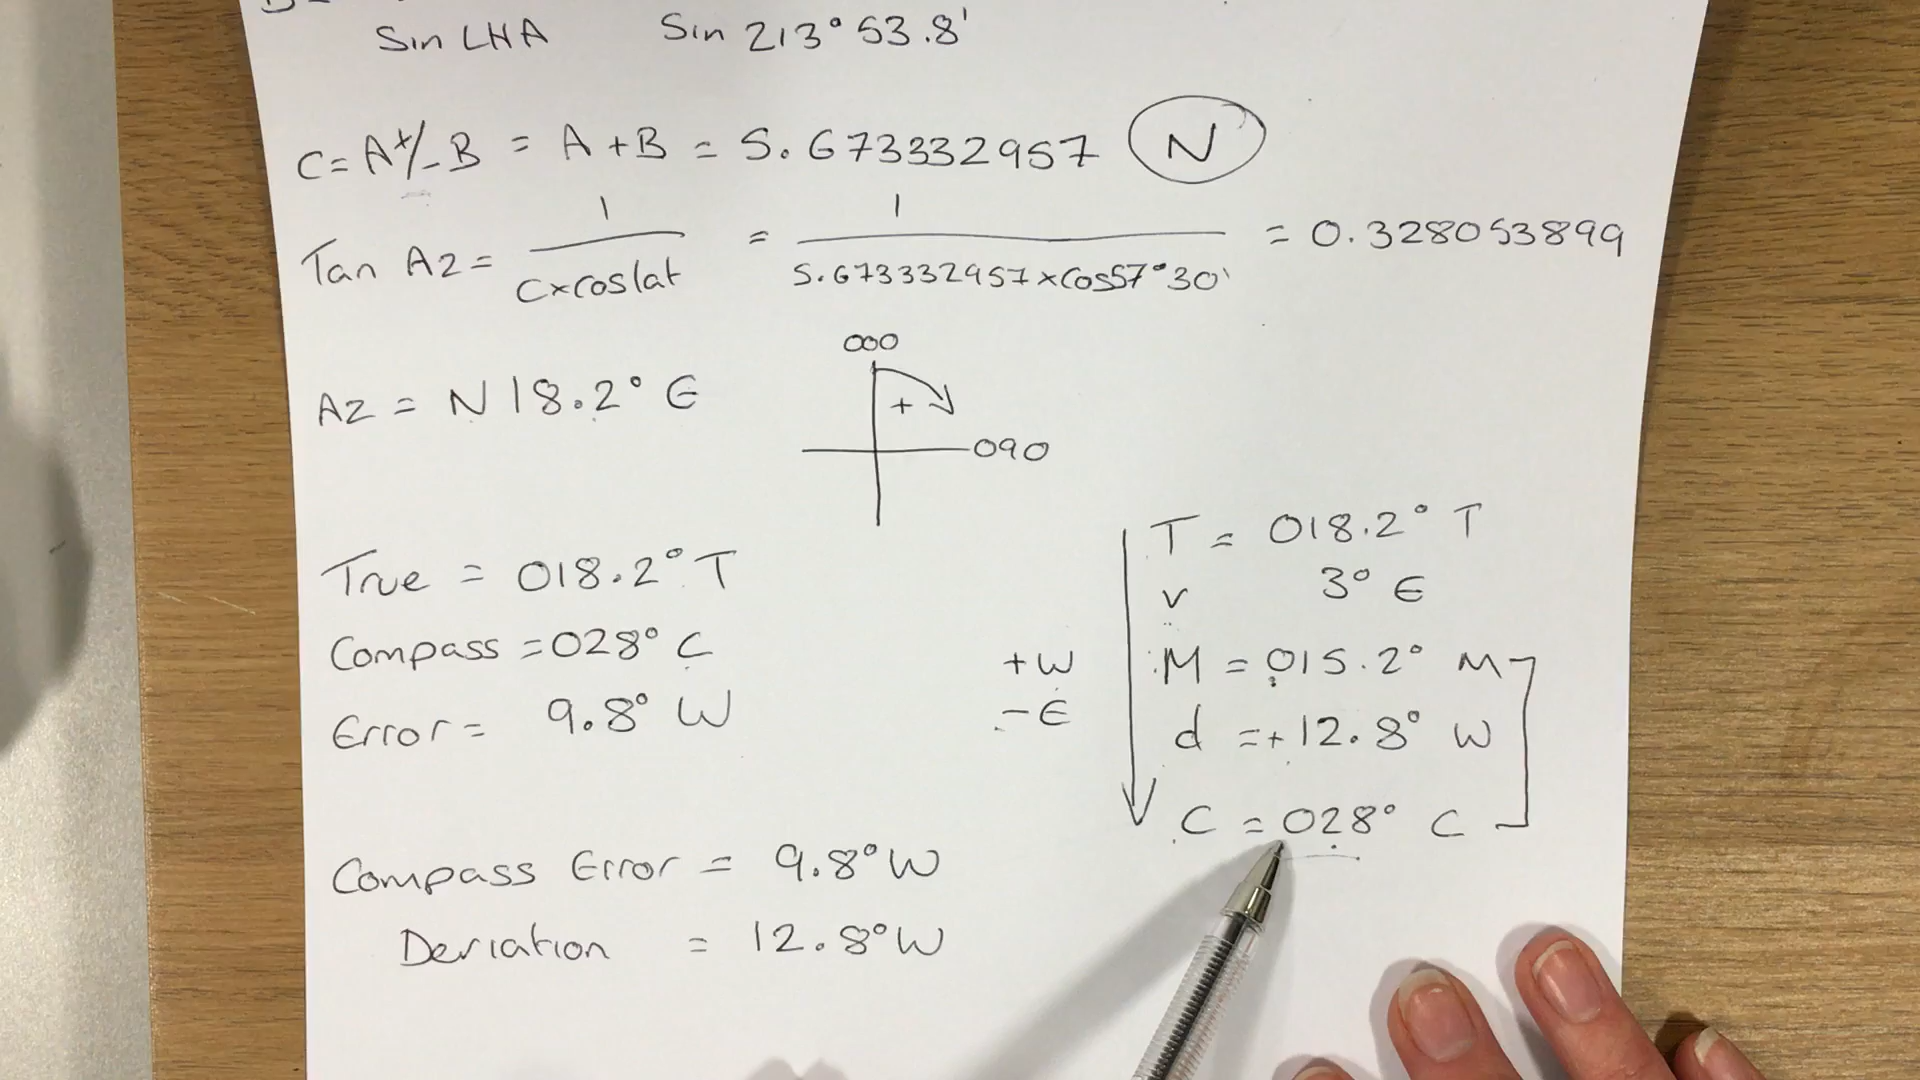 Sin LHA Sin 213° 53.8'
C = A+/-B = A + B = 5.673332957 N
Tan Az = 1 / C×cos lat = 1 / 5.673332957 × Cos57°30' = 0.328053899
000
Az = N 18.2° E
+
090
True = 018.2° T
Compass = 028° C
Error = 9.8° W
+W
-E
T = 018.2° T
v 3° E
M = 015.2° M
d = + 12.8° W
C = 028° C
Compass Error = 9.8° W
Deviation = 12.8° W